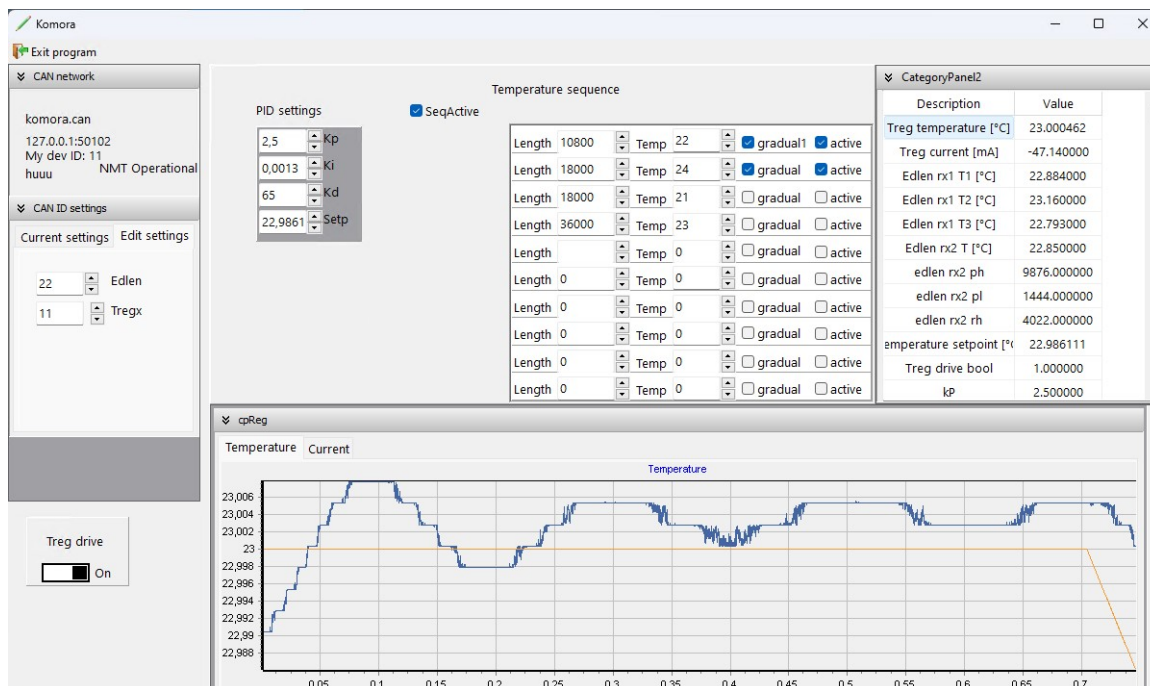 Komora
Exit program
CAN network
komora.can
127.0.0.1:50102
My dev ID: 11
huuu
NMT Operational
CAN ID settings
Current settings Edit settings
22 Edlen
11 Tregx
Treg drive
On
PID settings
2,5 Kp
0,0013 Ki
65 Kd
22,9861 Setp
Temperature sequence
SeqActive
Length 10800 Temp 22 gradual1 active
Length 18000 Temp 24 gradual active
Length 18000 Temp 21 gradual active
Length 36000 Temp 23 gradual active
Length Temp 0 gradual active
Length 0 Temp 0 gradual active
Length 0 Temp 0 gradual active
Length 0 Temp 0 gradual active
Length 0 Temp 0 gradual active
Length 0 Temp 0 gradual active
CategoryPanel2
Description Value
Treg temperature [°C] 23.000462
Treg current [mA] -47.140000
Edlen rx1 T1 [°C] 22.884000
Edlen rx1 T2 [°C] 23.160000
Edlen rx1 T3 [°C] 22.793000
Edlen rx2 T [°C] 22.850000
edlen rx2 ph 9876.000000
edlen rx2 pl 1444.000000
edlen rx2 rh 4022.000000
emperature setpoint [°( 22.986111
Treg drive bool 1.000000
kP 2.500000
cpReg
Temperature Current
Temperature
23,006
23,004
23,002
23
22,998
22,996
22,994
22,992
22,99
22,988
0,05 0,1 0,15 0,2 0,25 0,3 0,35 0,4 0,45 0,5 0,55 0,6 0,65 0,7